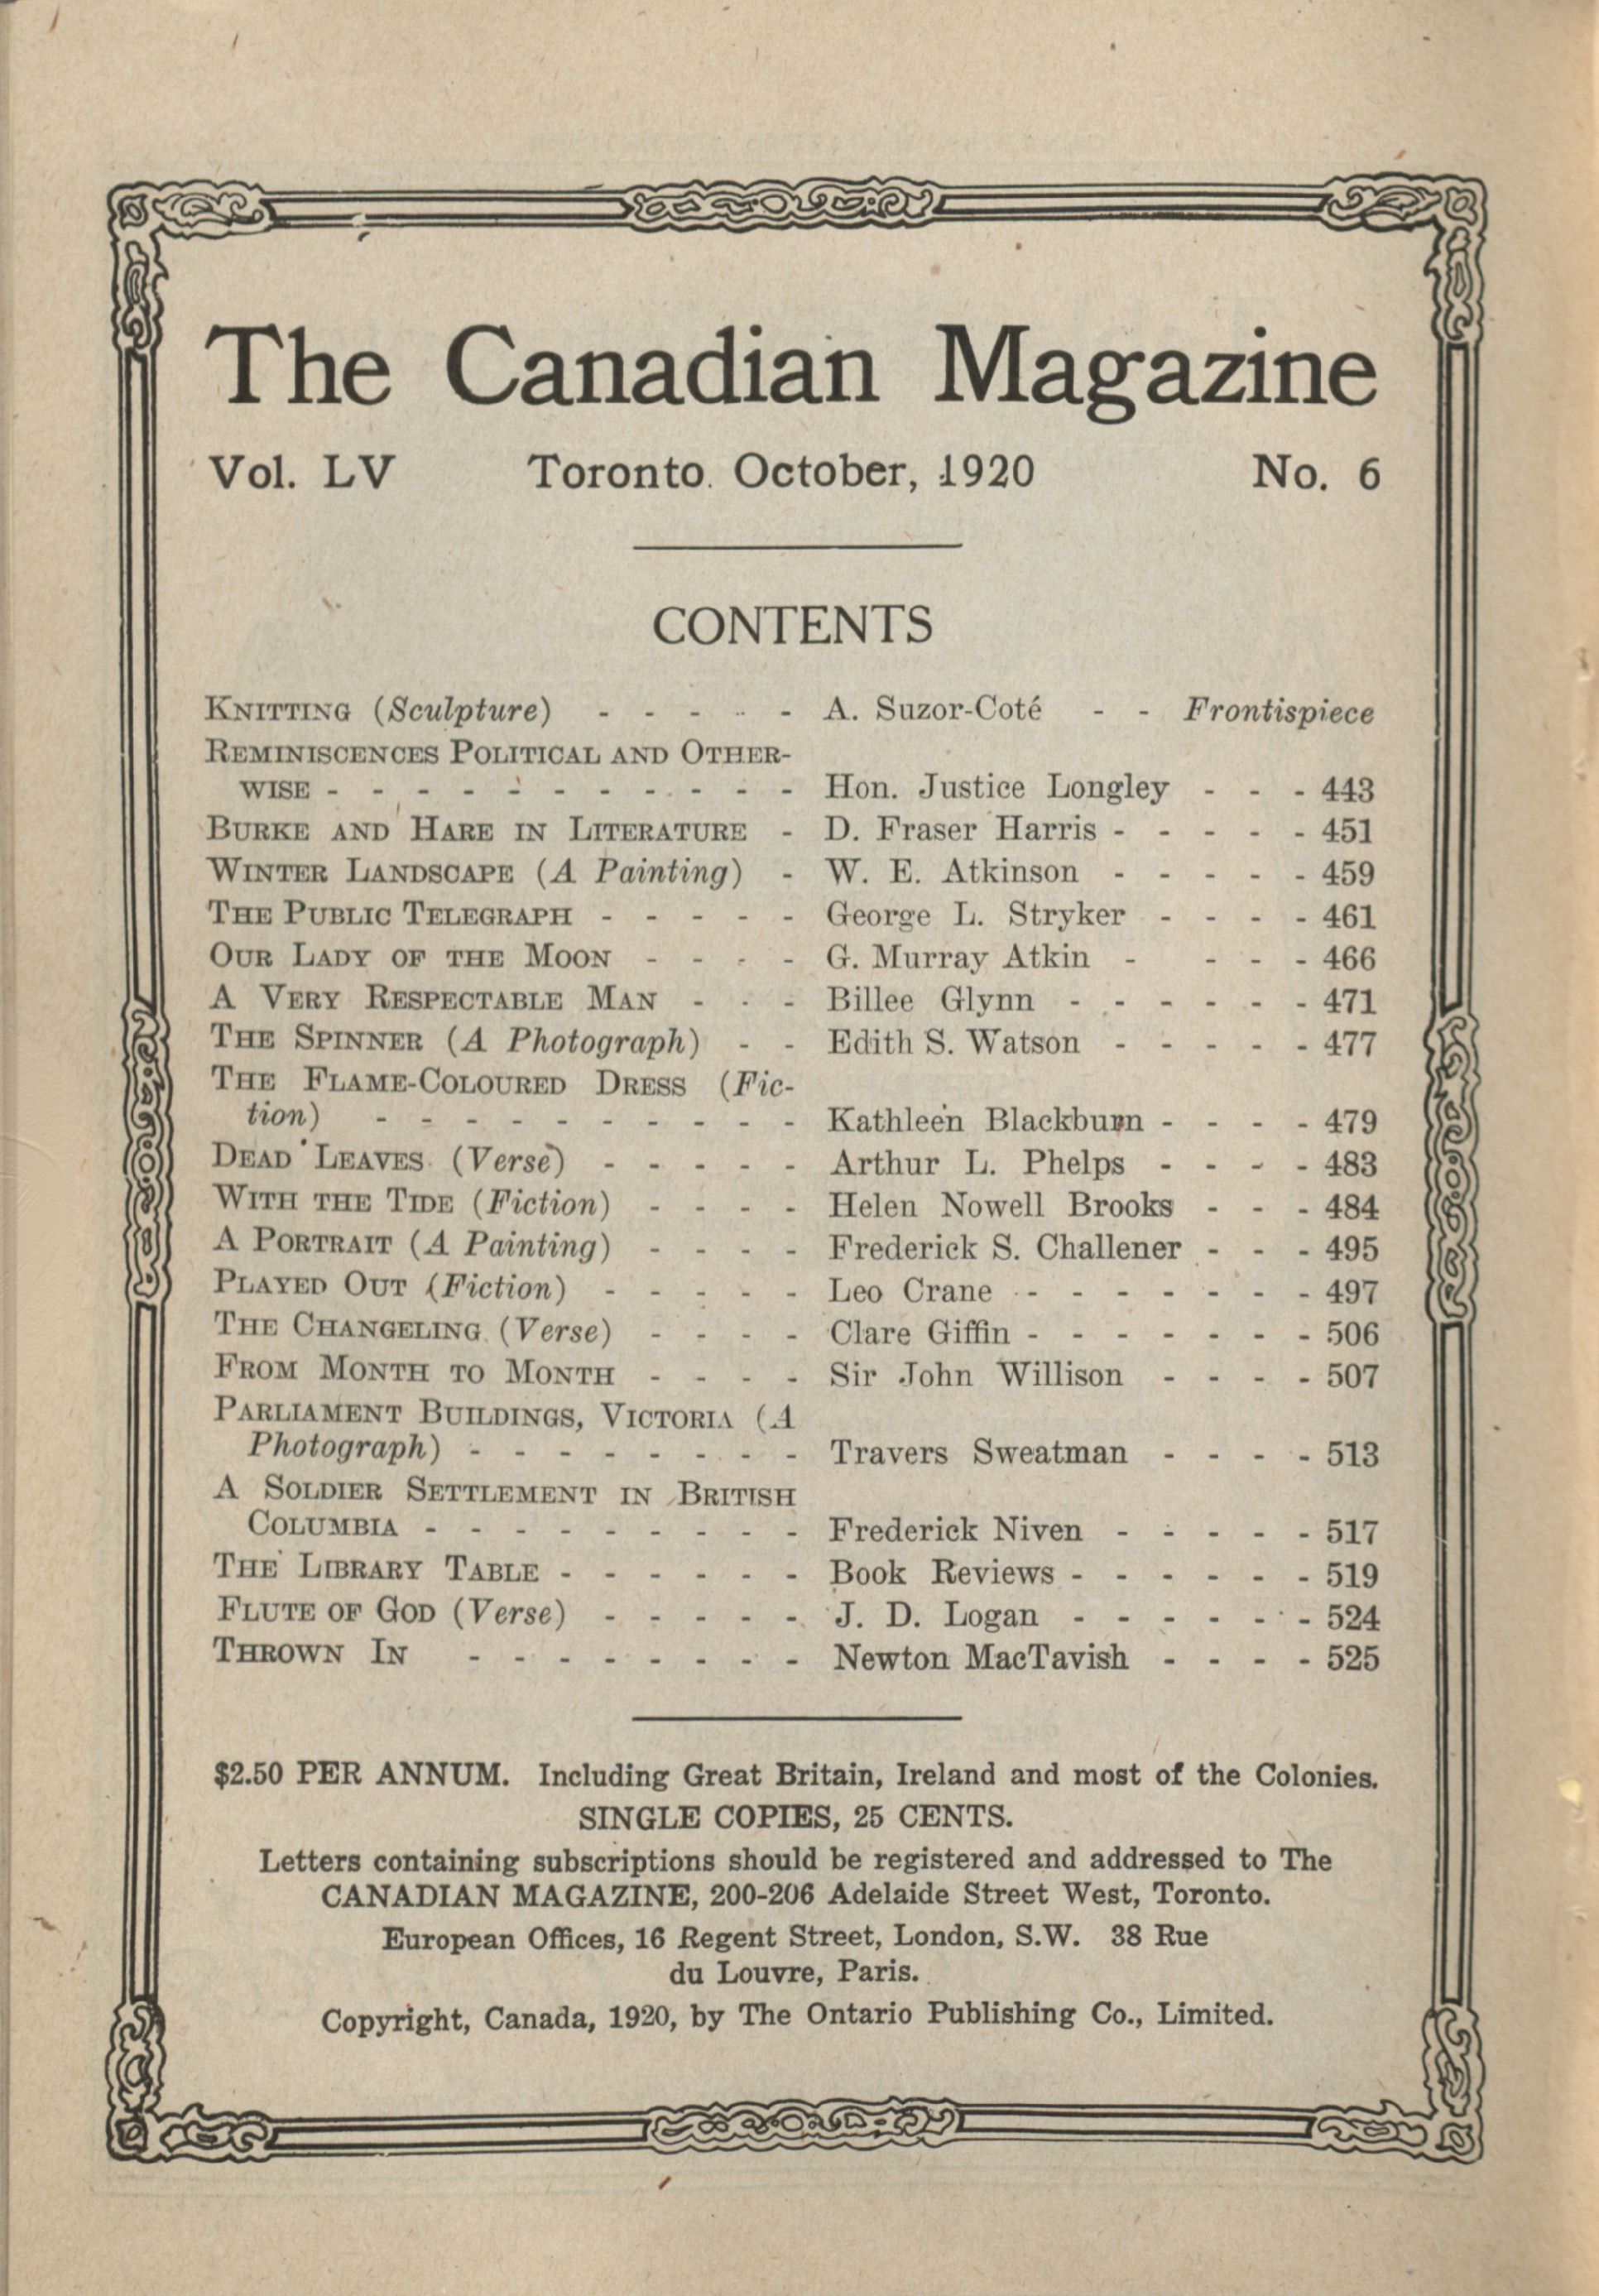 The Canadian Magazine
Vol. LV Toronto. October, 1920 No. 6
CONTENTS
KNITTING (Sculpture) - - - - - A. Suzor-Coté - - Frontispiece
REMINISCENCES POLITICAL AND OTHER-
WISE - - - - - - - - - - - Hon. Justice Longley - - - 443
BURKE AND HARE IN LITERATURE - D. Fraser Harris - - - - - 451
WINTER LANDSCAPE (A Painting) - W. E. Atkinson - - - - - 459
THE PUBLIC TELEGRAPH - - - - - George L. Stryker - - - - 461
OUR LADY OF THE MOON - - - - G. Murray Atkin - - - - 466
A VERY RESPECTABLE MAN - - - Billee Glynn - - - - - - 471
THE SPINNER (A Photograph) - - Edith S. Watson - - - - - 477
THE FLAME-COLOURED DRESS (Fic-
tion) - - - - - - - - - - Kathleen Blackburn - - - - 479
DEAD LEAVES (Verse) - - - - - Arthur L. Phelps - - - - 483
WITH THE TIDE (Fiction) - - - - Helen Nowell Brooks - - - 484
A PORTRAIT (A Painting) - - - - Frederick S. Challener - - - 495
PLAYED OUT (Fiction) - - - - - Leo Crane - - - - - - - 497
THE CHANGELING (Verse) - - - - Clare Giffin - - - - - - - 506
FROM MONTH TO MONTH - - - - Sir John Willison - - - - 507
PARLIAMENT BUILDINGS, VICTORIA (A
Photograph) - - - - - - - - Travers Sweatman - - - - 513
A SOLDIER SETTLEMENT IN BRITISH
COLUMBIA - - - - - - - - - Frederick Niven - - - - - 517
THE LIBRARY TABLE - - - - - - Book Reviews - - - - - - 519
FLUTE OF GOD (Verse) - - - - - J. D. Logan - - - - - - 524
THROWN IN - - - - - - - - Newton MacTavish - - - - 525
$2.50 PER ANNUM. Including Great Britain, Ireland and most of the Colonies.
SINGLE COPIES, 25 CENTS.
Letters containing subscriptions should be registered and addressed to The
CANADIAN MAGAZINE, 200-206 Adelaide Street West, Toronto.
European Offices, 16 Regent Street, London, S.W. 38 Rue
du Louvre, Paris.
Copyright, Canada, 1920, by The Ontario Publishing Co., Limited.